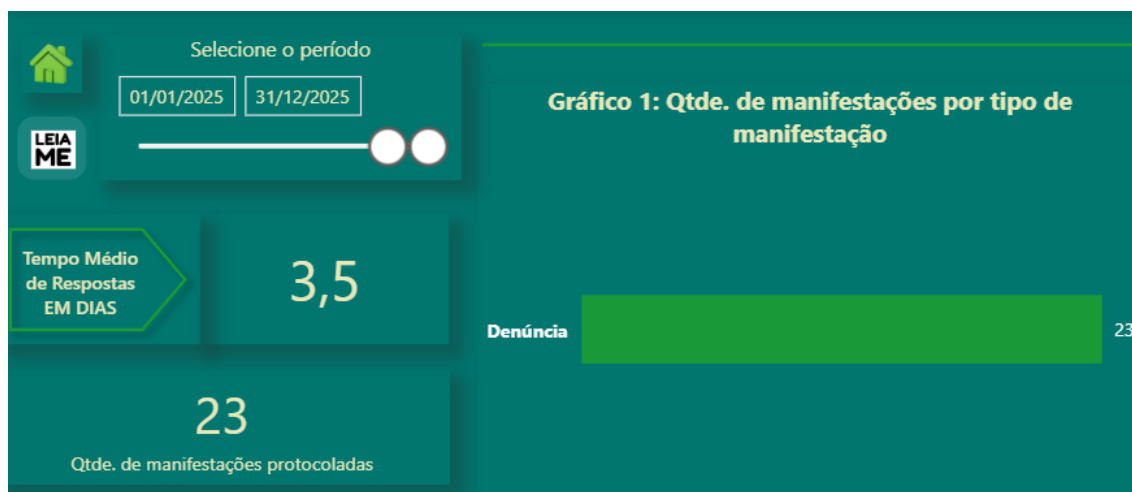 Selecione o período
01/01/2025 31/12/2025
LEIA
ME
Tempo Médio
de Respostas
EM DIAS
3,5
23
Qtde. de manifestações protocoladas
Gráfico 1: Qtde. de manifestações por tipo de
manifestação
Denúncia 23